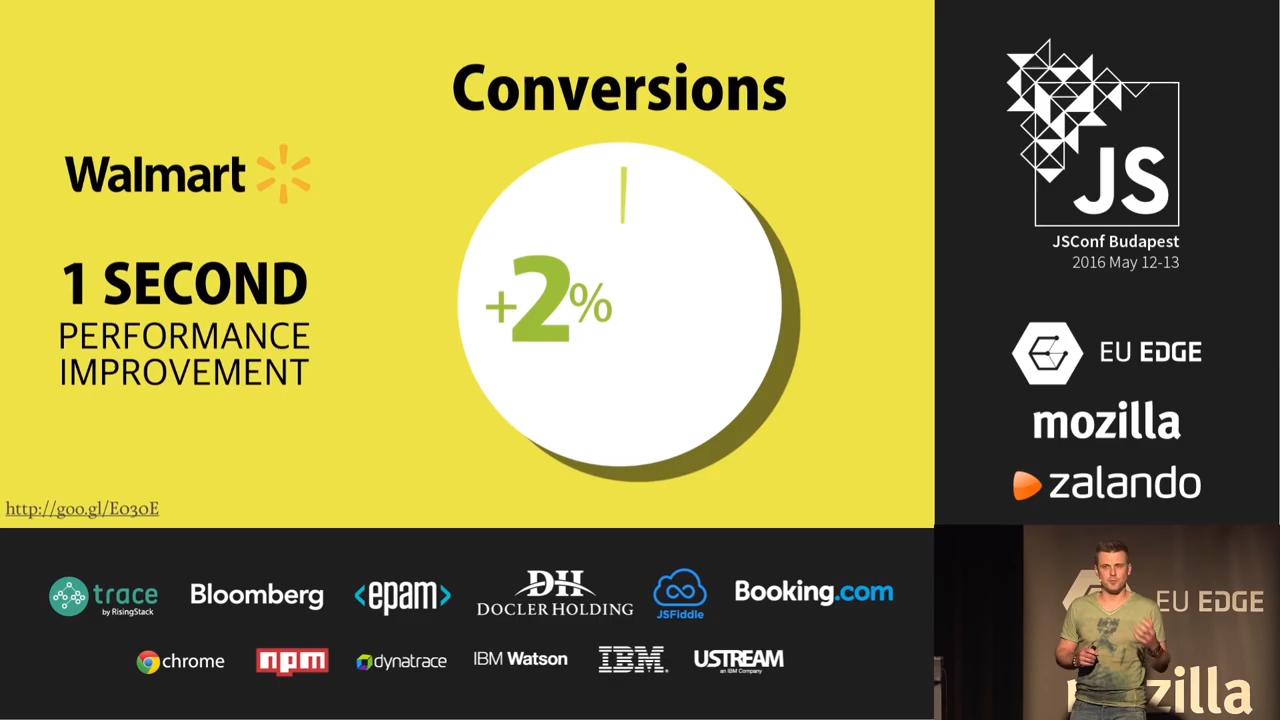 Conversions
Walmart
1 SECOND
PERFORMANCE
IMPROVEMENT
+2%
http://goo.gl/E030E
JS
JSConf Budapest
2016 May 12-13
EU EDGE
mozilla
zalando
trace
by RisingStack
Bloomberg
<epam>
DH
DOCLER HOLDING
JSFiddle
Booking.com
chrome
npm
dynatrace
IBM Watson
IBM
USTREAM
an IBM Company
EU EDGE
zilla